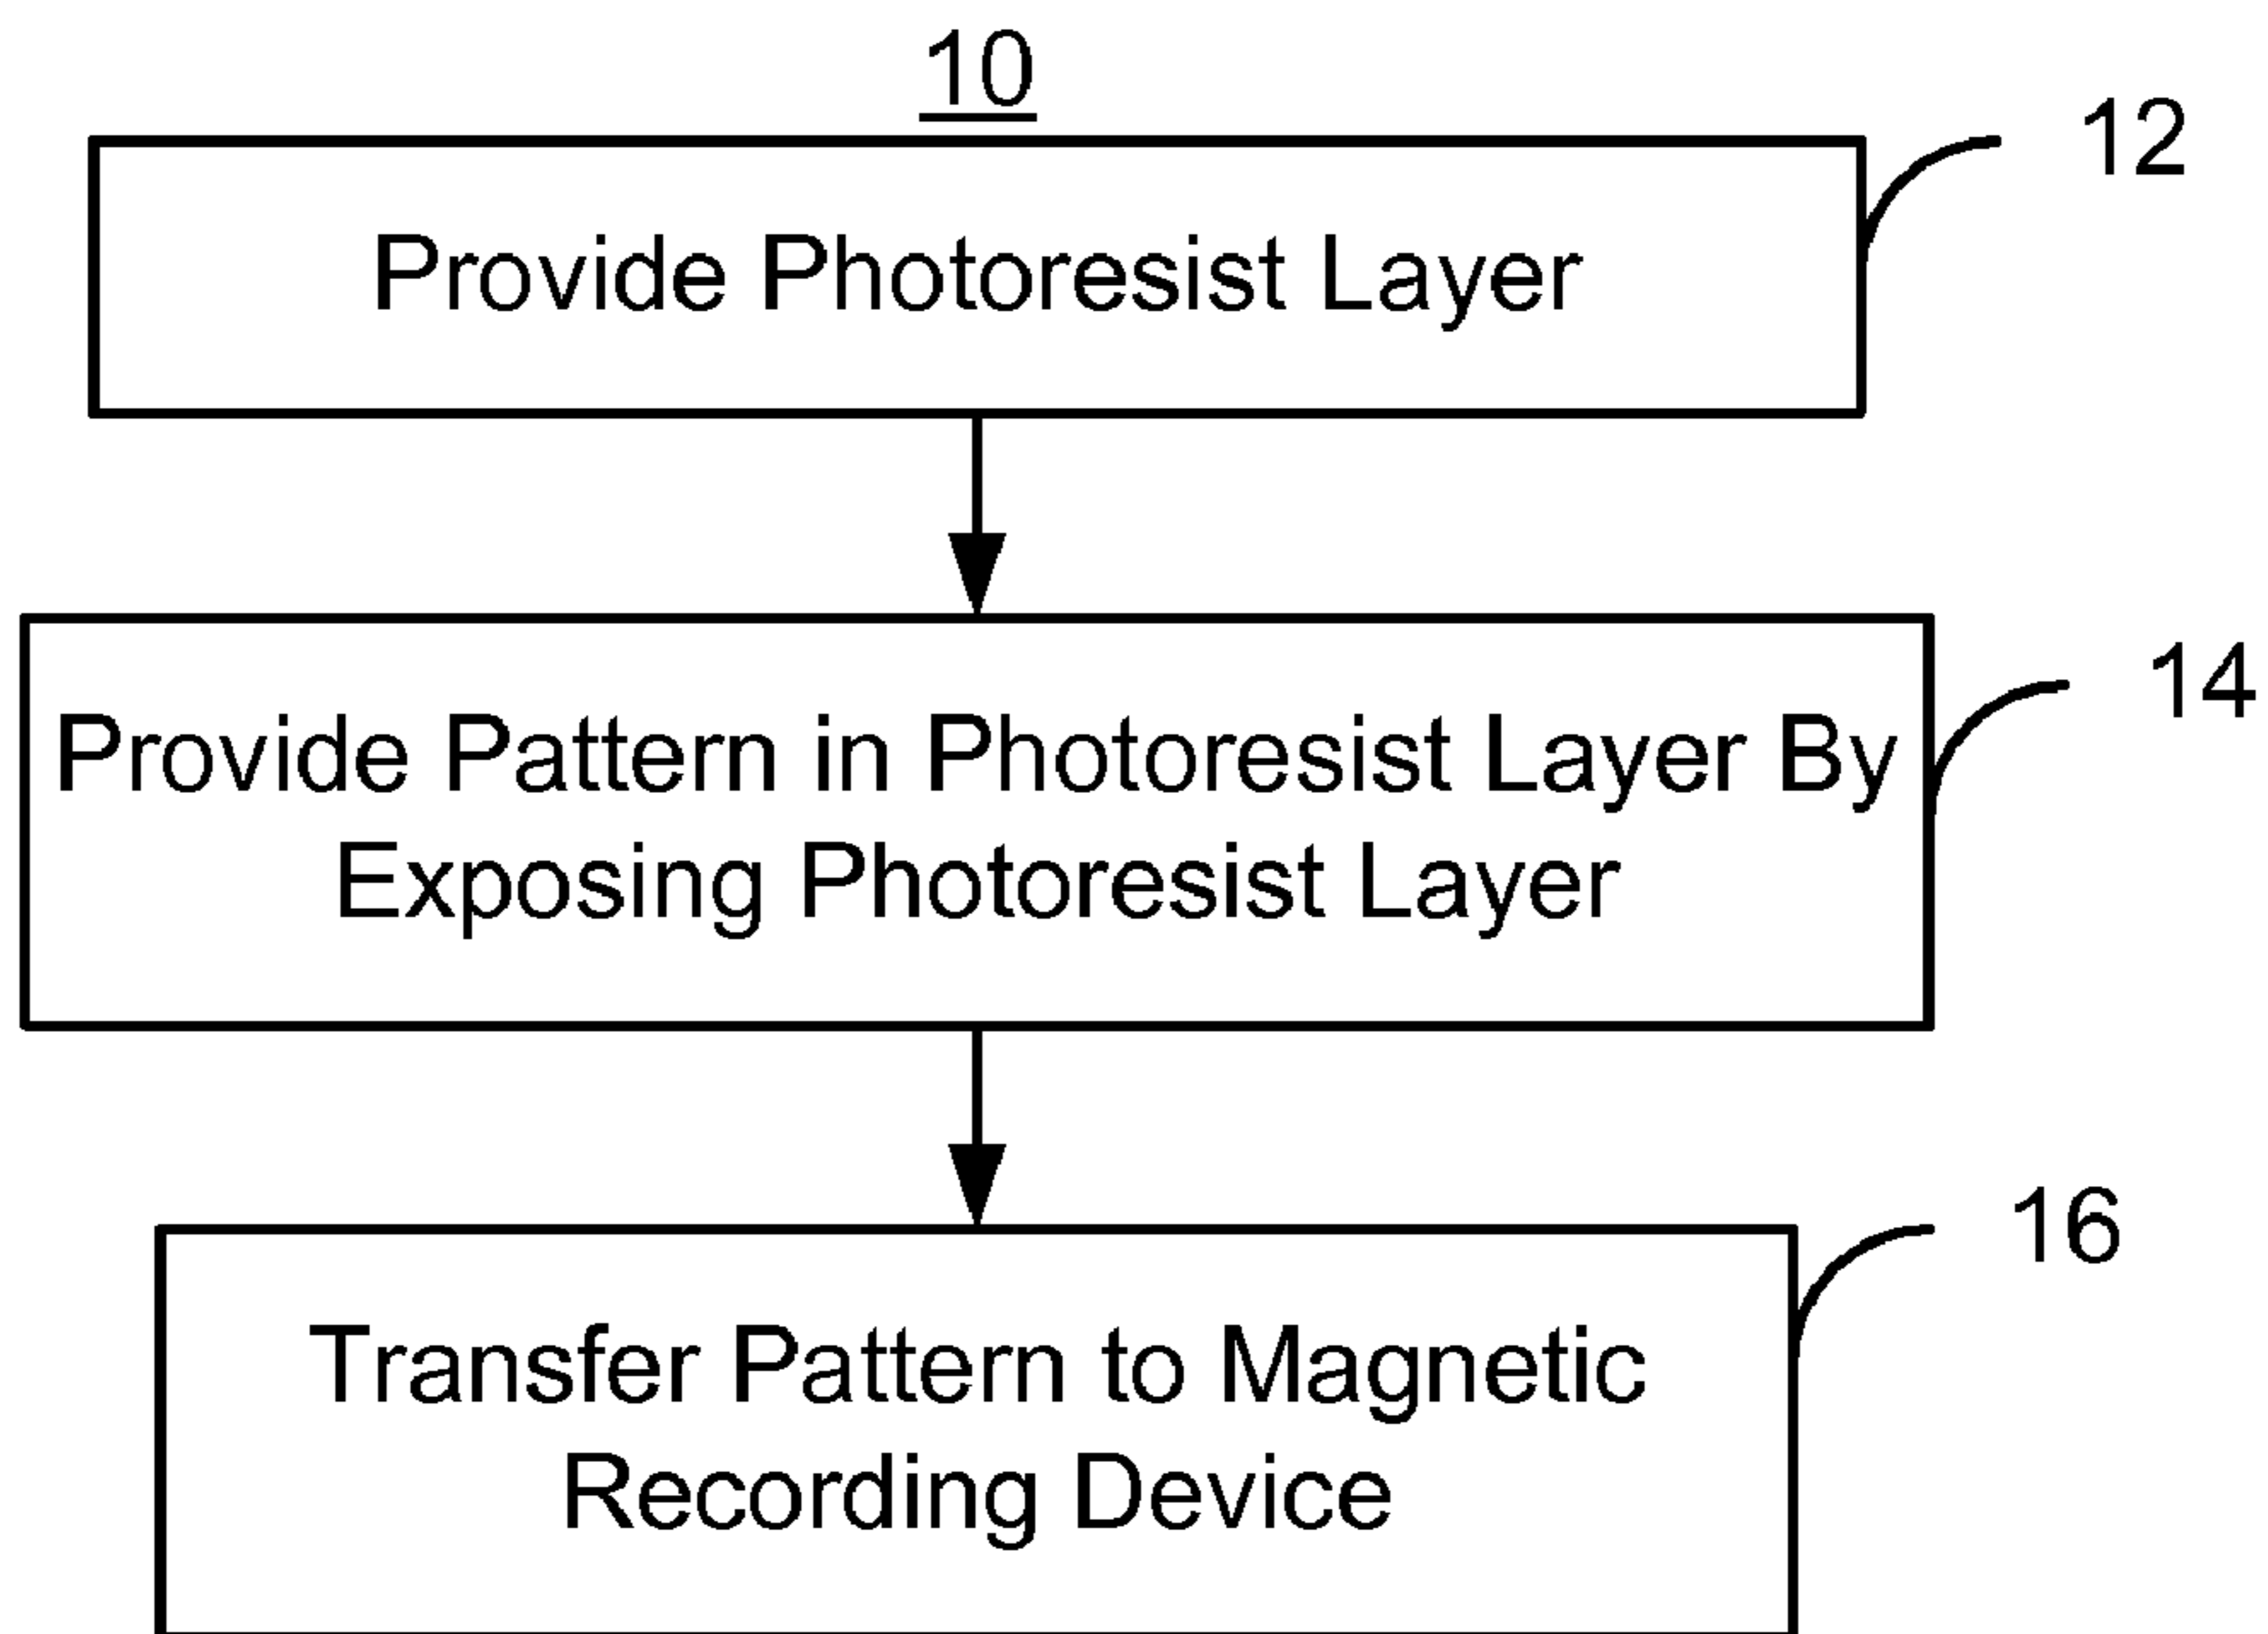 10
12
Provide Photoresist Layer
14
Provide Pattern in Photoresist Layer By
Exposing Photoresist Layer
16
Transfer Pattern to Magnetic
Recording Device